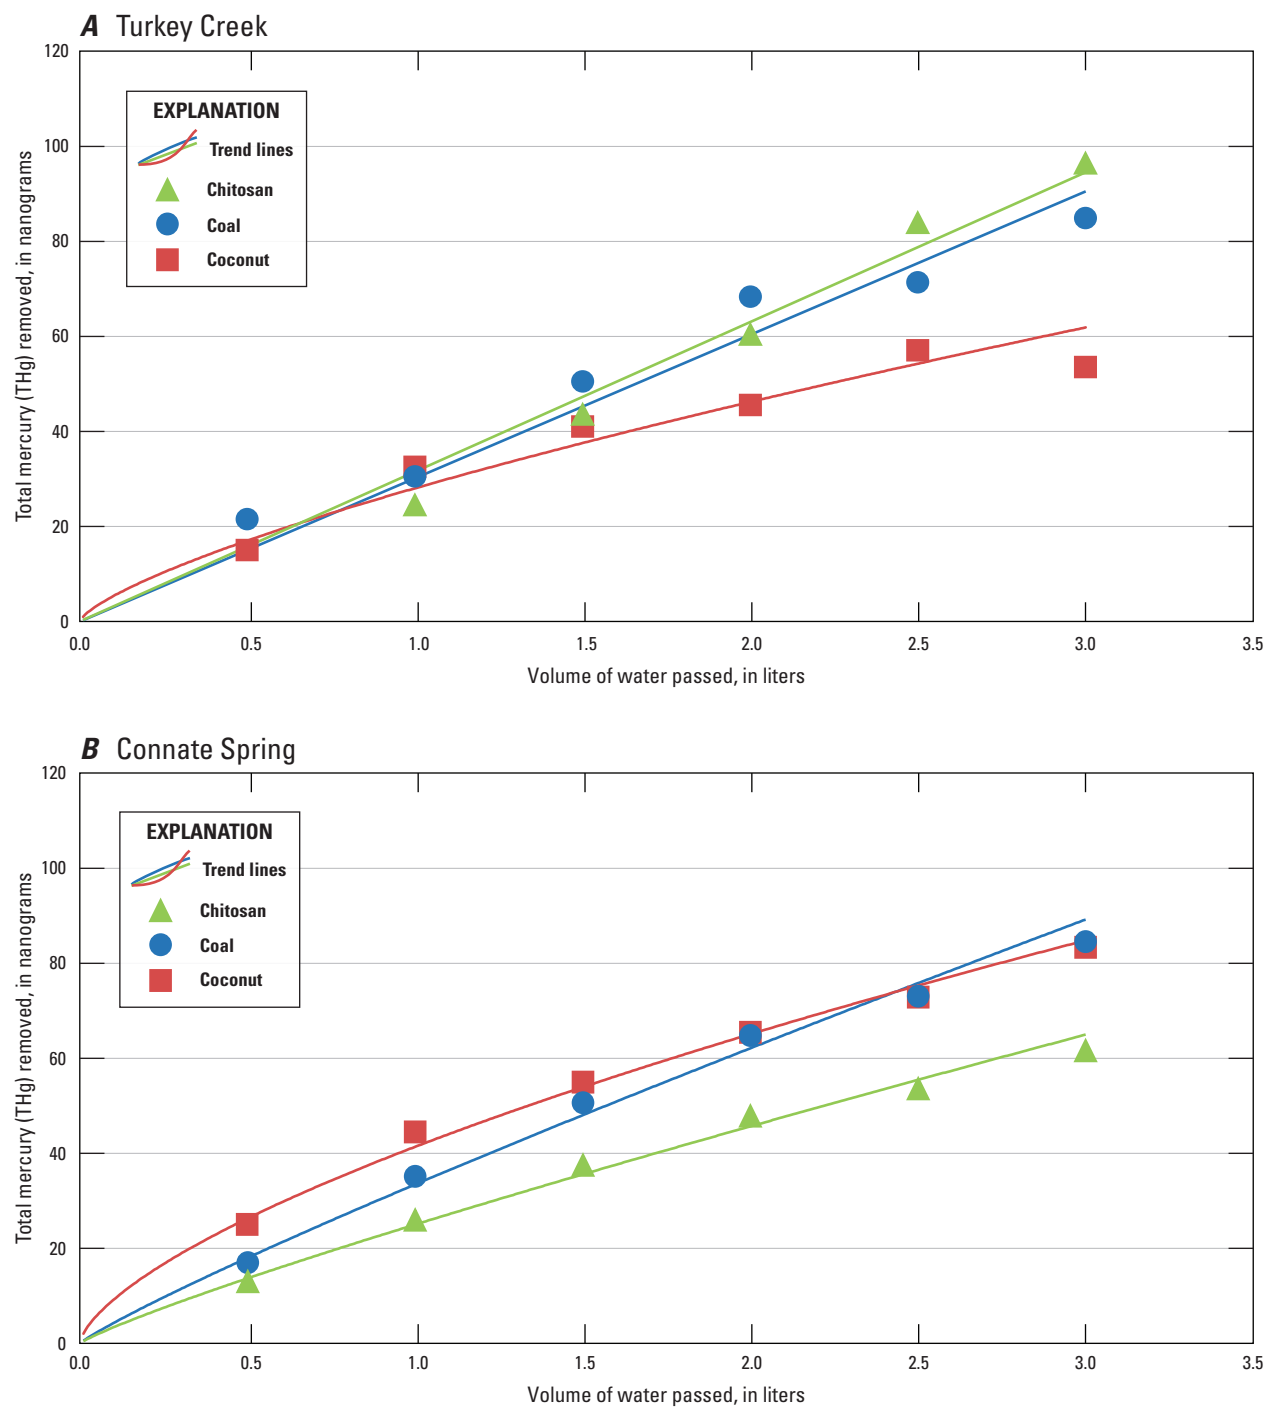 A Turkey Creek
120
100
80
60
40
20
0
Total mercury (THg) removed, in nanograms
EXPLANATION
Trend lines
Chitosan
Coal
Coconut
0.0 0.5 1.0 1.5 2.0 2.5 3.0 3.5
Volume of water passed, in liters
B Connate Spring
120
100
80
60
40
20
0
Total mercury (THg) removed, in nanograms
EXPLANATION
Trend lines
Chitosan
Coal
Coconut
0.0 0.5 1.0 1.5 2.0 2.5 3.0 3.5
Volume of water passed, in liters